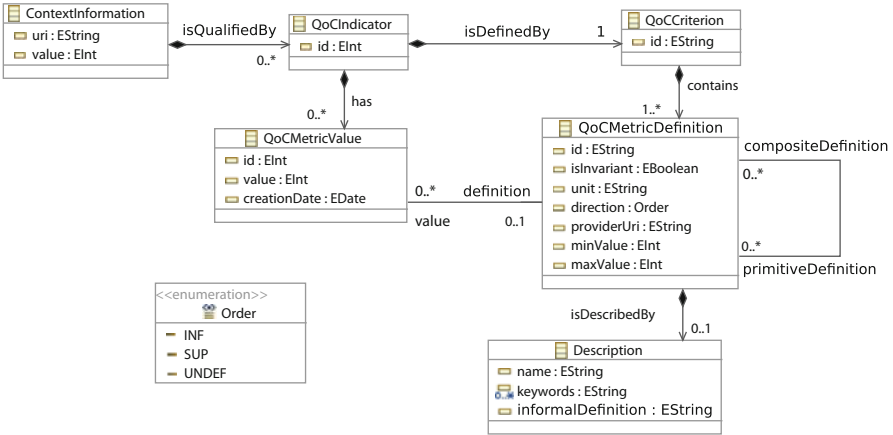 ContextInformation
uri : EString
value : EInt
isQualifiedBy
0..*
QoCIndicator
id : EInt
isDefinedBy
1
QoCCriterion
id : EString
has
0..*
contains
1..*
QoCMetricValue
id : EInt
value : EInt
creationDate : EDate
0..*
definition
value
0..1
QoCMetricDefinition
id : EString
isInvariant : EBoolean
unit : EString
direction : Order
providerUri : EString
minValue : EInt
maxValue : EInt
compositeDefinition
0..*
0..*
primitiveDefinition
<<enumeration>>
Order
INF
SUP
UNDEF
isDescribedBy
0..1
Description
name : EString
keywords : EString
informalDefinition : EString